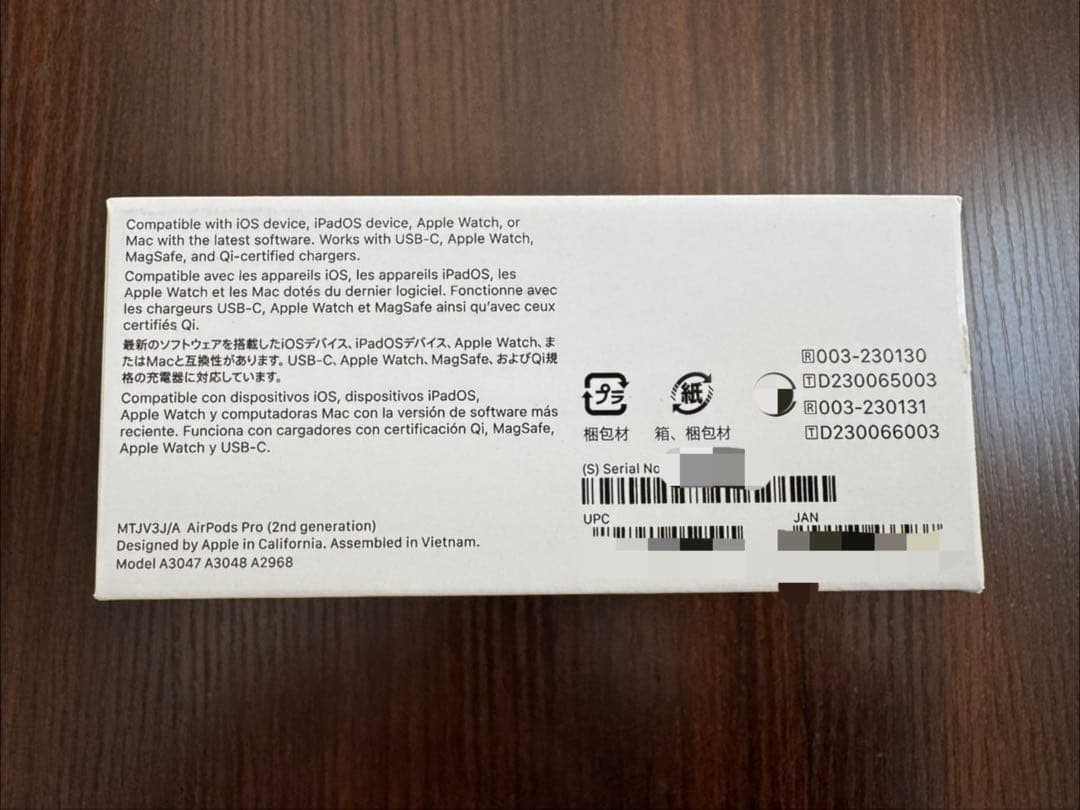 Compatible with iOS device, iPadOS device, Apple Watch, or
Mac with the latest software. Works with USB-C, Apple Watch,
MagSafe, and Qi-certified chargers.
Compatible avec les appareils iOS, les appareils iPadOS, les
Apple Watch et les Mac dotés du dernier logiciel. Fonctionne avec
les chargeurs USB-C, Apple Watch et MagSafe ainsi qu'avec ceux
certifiés Qi.
最新のソフトウェアを搭載したiOSデバイス、iPadOSデバイス、Apple Watch、ま
たはMacと互換性があります。USB-C、Apple Watch、MagSafe、およびQi規
格の充電器に対応しています。
Compatible con dispositivos iOS, dispositivos iPadOS,
Apple Watch y computadoras Mac con la versión de software más
reciente. Funciona con cargadores con certificación Qi, MagSafe,
Apple Watch y USB-C.
MTJV3J/A AirPods Pro (2nd generation)
Designed by Apple in California. Assembled in Vietnam.
Model A3047 A3048 A2968
プラ
梱包材
紙
箱、梱包材
R003-230130
TD230065003
R003-230131
TD230066003
(S) Serial No
UPC
JAN